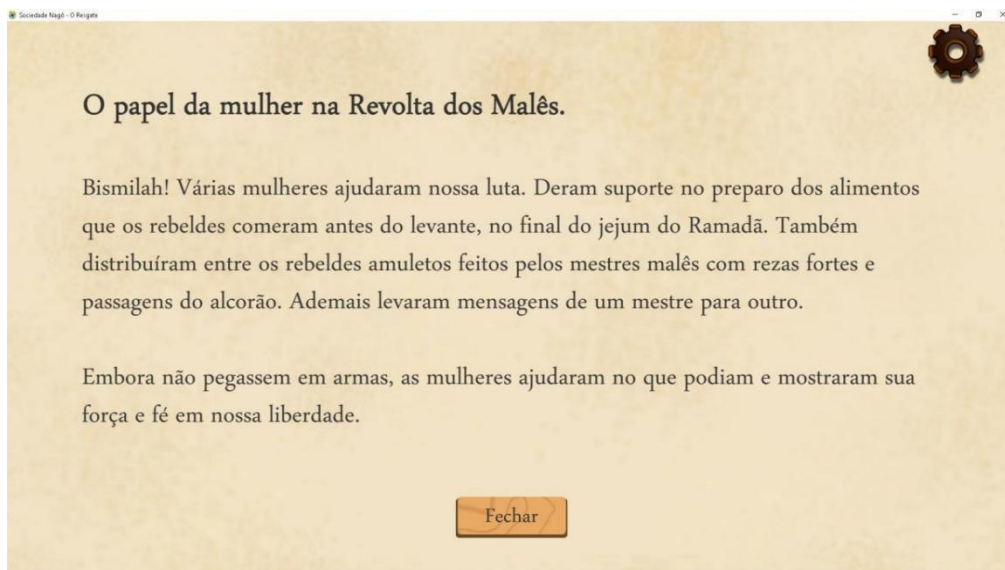 Sociedade Nagô - O Resgate
O papel da mulher na Revolta dos Malês.
Bismilah! Várias mulheres ajudaram nossa luta. Deram suporte no preparo dos alimentos
que os rebeldes comeram antes do levante, no final do jejum do Ramadã. Também
distribuíram entre os rebeldes amuletos feitos pelos mestres malês com rezas fortes e
passagens do alcorão. Ademais levaram mensagens de um mestre para outro.
Embora não pegassem em armas, as mulheres ajudaram no que podiam e mostraram sua
força e fé em nossa liberdade.
Fechar